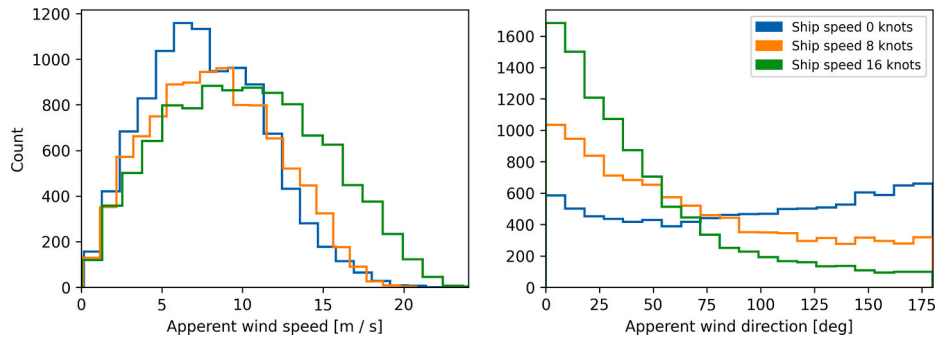 1200
1000
800
600
400
200
0
Count
0 5 10 15 20
Apperent wind speed [m / s]
1600
1400
1200
1000
800
600
400
200
0
Ship speed 0 knots
Ship speed 8 knots
Ship speed 16 knots
0 25 50 75 100 125 150 175
Apperent wind direction [deg]